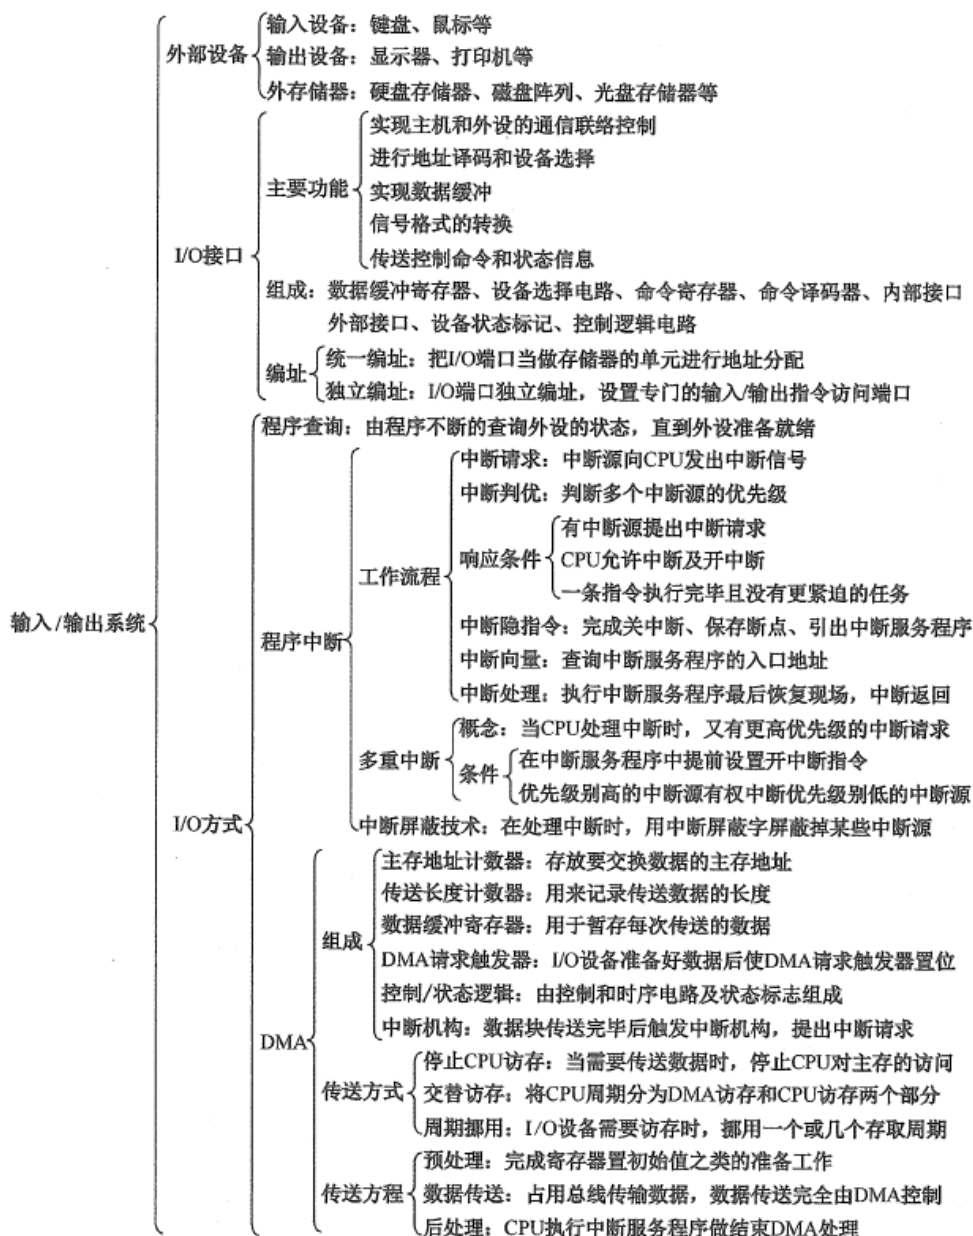 输入设备：键盘、鼠标等
外部设备
输出设备：显示器、打印机等
外存储器：硬盘存储器、磁盘阵列、光盘存储器等
实现主机和外设的通信联络控制
进行地址译码和设备选择
主要功能
实现数据缓冲
信号格式的转换
I/O接口
传送控制命令和状态信息
组成：数据缓冲寄存器、设备选择电路、命令寄存器、命令译码器、内部接口
外部接口、设备状态标记、控制逻辑电路
编址
统一编址：把I/O端口当做存储器的单元进行地址分配
独立编址：I/O端口独立编址，设置专门的输入/输出指令访问端口
程序查询：由程序不断的查询外设的状态，直到外设准备就绪
中断请求：中断源向CPU发出中断信号
中断判优：判断多个中断源的优先级
有中断源提出中断请求
响应条件
CPU允许中断及开中断
工作流程
一条指令执行完毕且没有更紧迫的任务
输入/输出系统
中断隐指令：完成关中断、保存断点、引出中断服务程序
程序中断
中断向量：查询中断服务程序的入口地址
中断处理：执行中断服务程序最后恢复现场，中断返回
概念：当CPU处理中断时，又有更高优先级的中断请求
多重中断
条件
在中断服务程序中提前设置开中断指令
优先级别高的中断源有权中断优先级别低的中断源
I/O方式
中断屏蔽技术：在处理中断时，用中断屏蔽字屏蔽掉某些中断源
主存地址计数器：存放要交换数据的主存地址
传送长度计数器：用来记录传送数据的长度
数据缓冲寄存器：用于暂存每次传送的数据
组成
DMA请求触发器：I/O设备准备好数据后使DMA请求触发器置位
控制/状态逻辑：由控制和时序电路及状态标志组成
中断机构：数据块传送完毕后触发中断机构，提出中断请求
DMA
停止CPU访存：当需要传送数据时，停止CPU对主存的访问
传送方式
交替访存：将CPU周期分为DMA访存和CPU访存两个部分
周期挪用：I/O设备需要访存时，挪用一个或几个存取周期
预处理：完成寄存器置初始值之类的准备工作
传送方程
数据传送：占用总线传输数据，数据传送完全由DMA控制
后处理：CPU执行中断服务程序做结束DMA处理